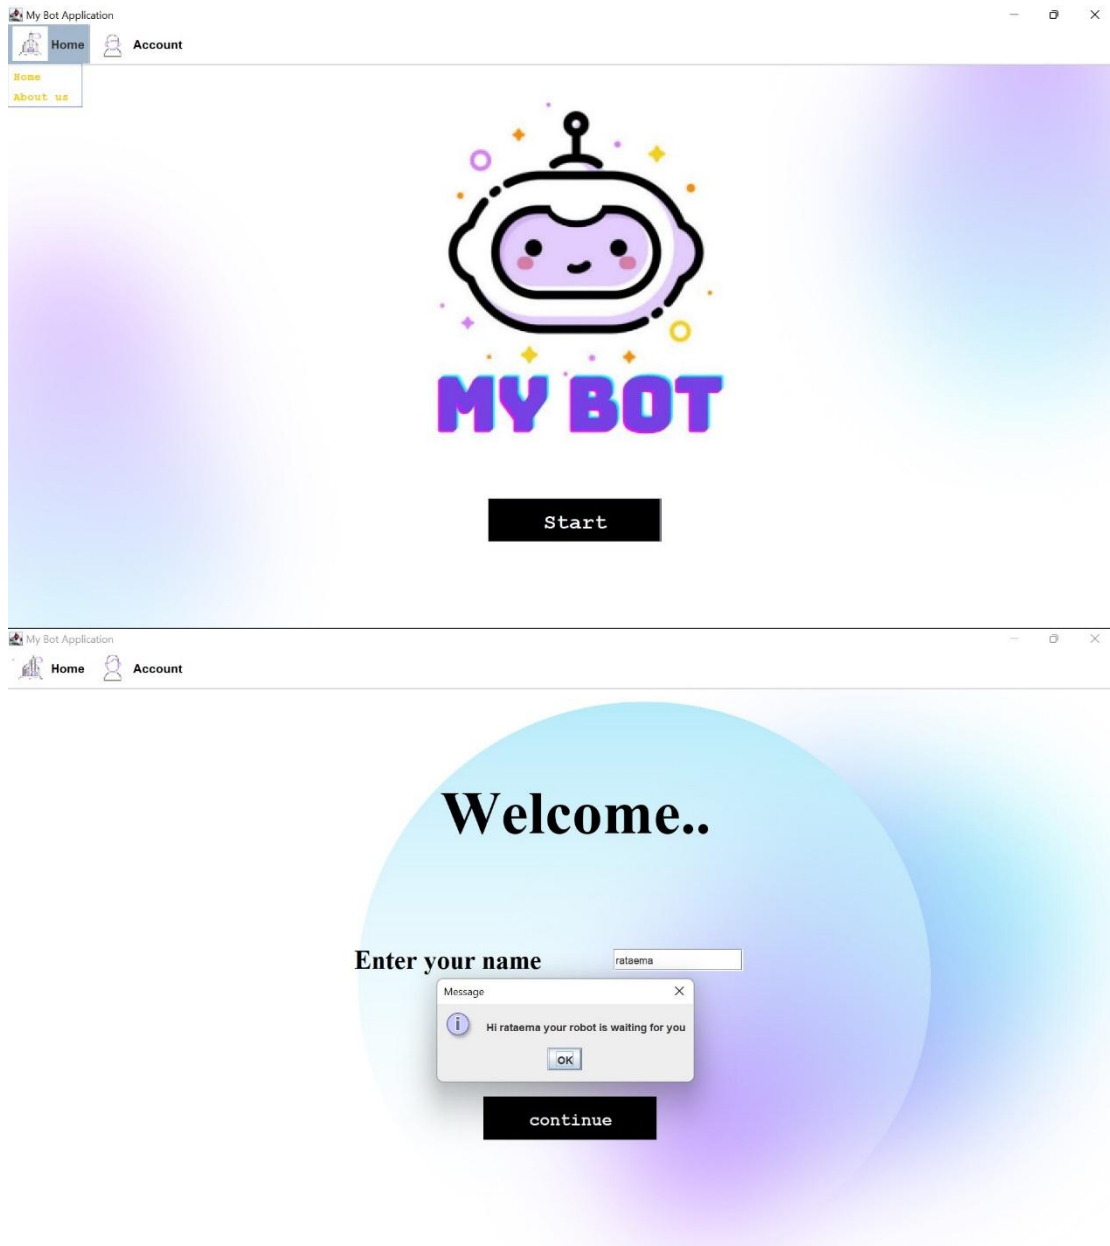 My Bot Application
Home Account
Home
About us
MY BOT
Start
My Bot Application
Home Account
Welcome..
Enter your name rataema
Message
Hi rataema your robot is waiting for you
OK
continue